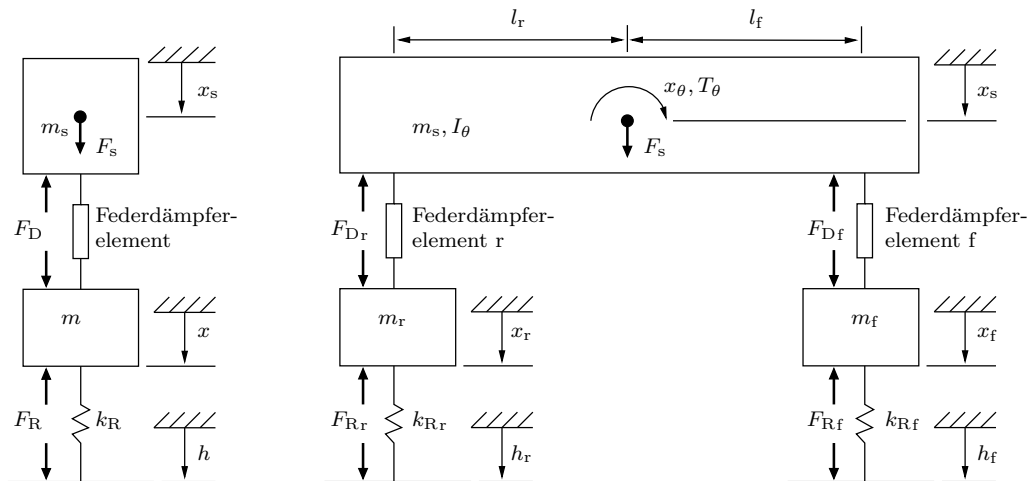 l_r l_f
x_s x_θ, T_θ x_s
m_s m_s, I_θ
F_s F_s
Federdämpfer- Federdämpfer- Federdämpfer-
F_D element F_Dr element r F_Df element f
m x m_r x_r m_f x_f
F_R k_R h F_Rr k_Rr h_r F_Rf k_Rf h_f